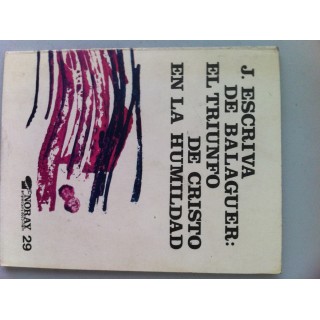 J. ESCRIVA
DE BALAGUER:
EL TRIUNFO
DE CRISTO
EN LA HUMILDAD
NORAY 29